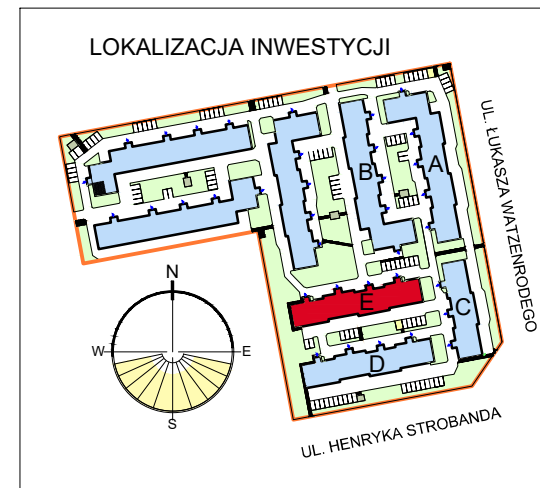 LOKALIZACJA INWESTYCJI
UL. ŁUKASZA WATZENRODEGO
A
B
C
E
D
N
W
E
S
UL. HENRYKA STROBANDA